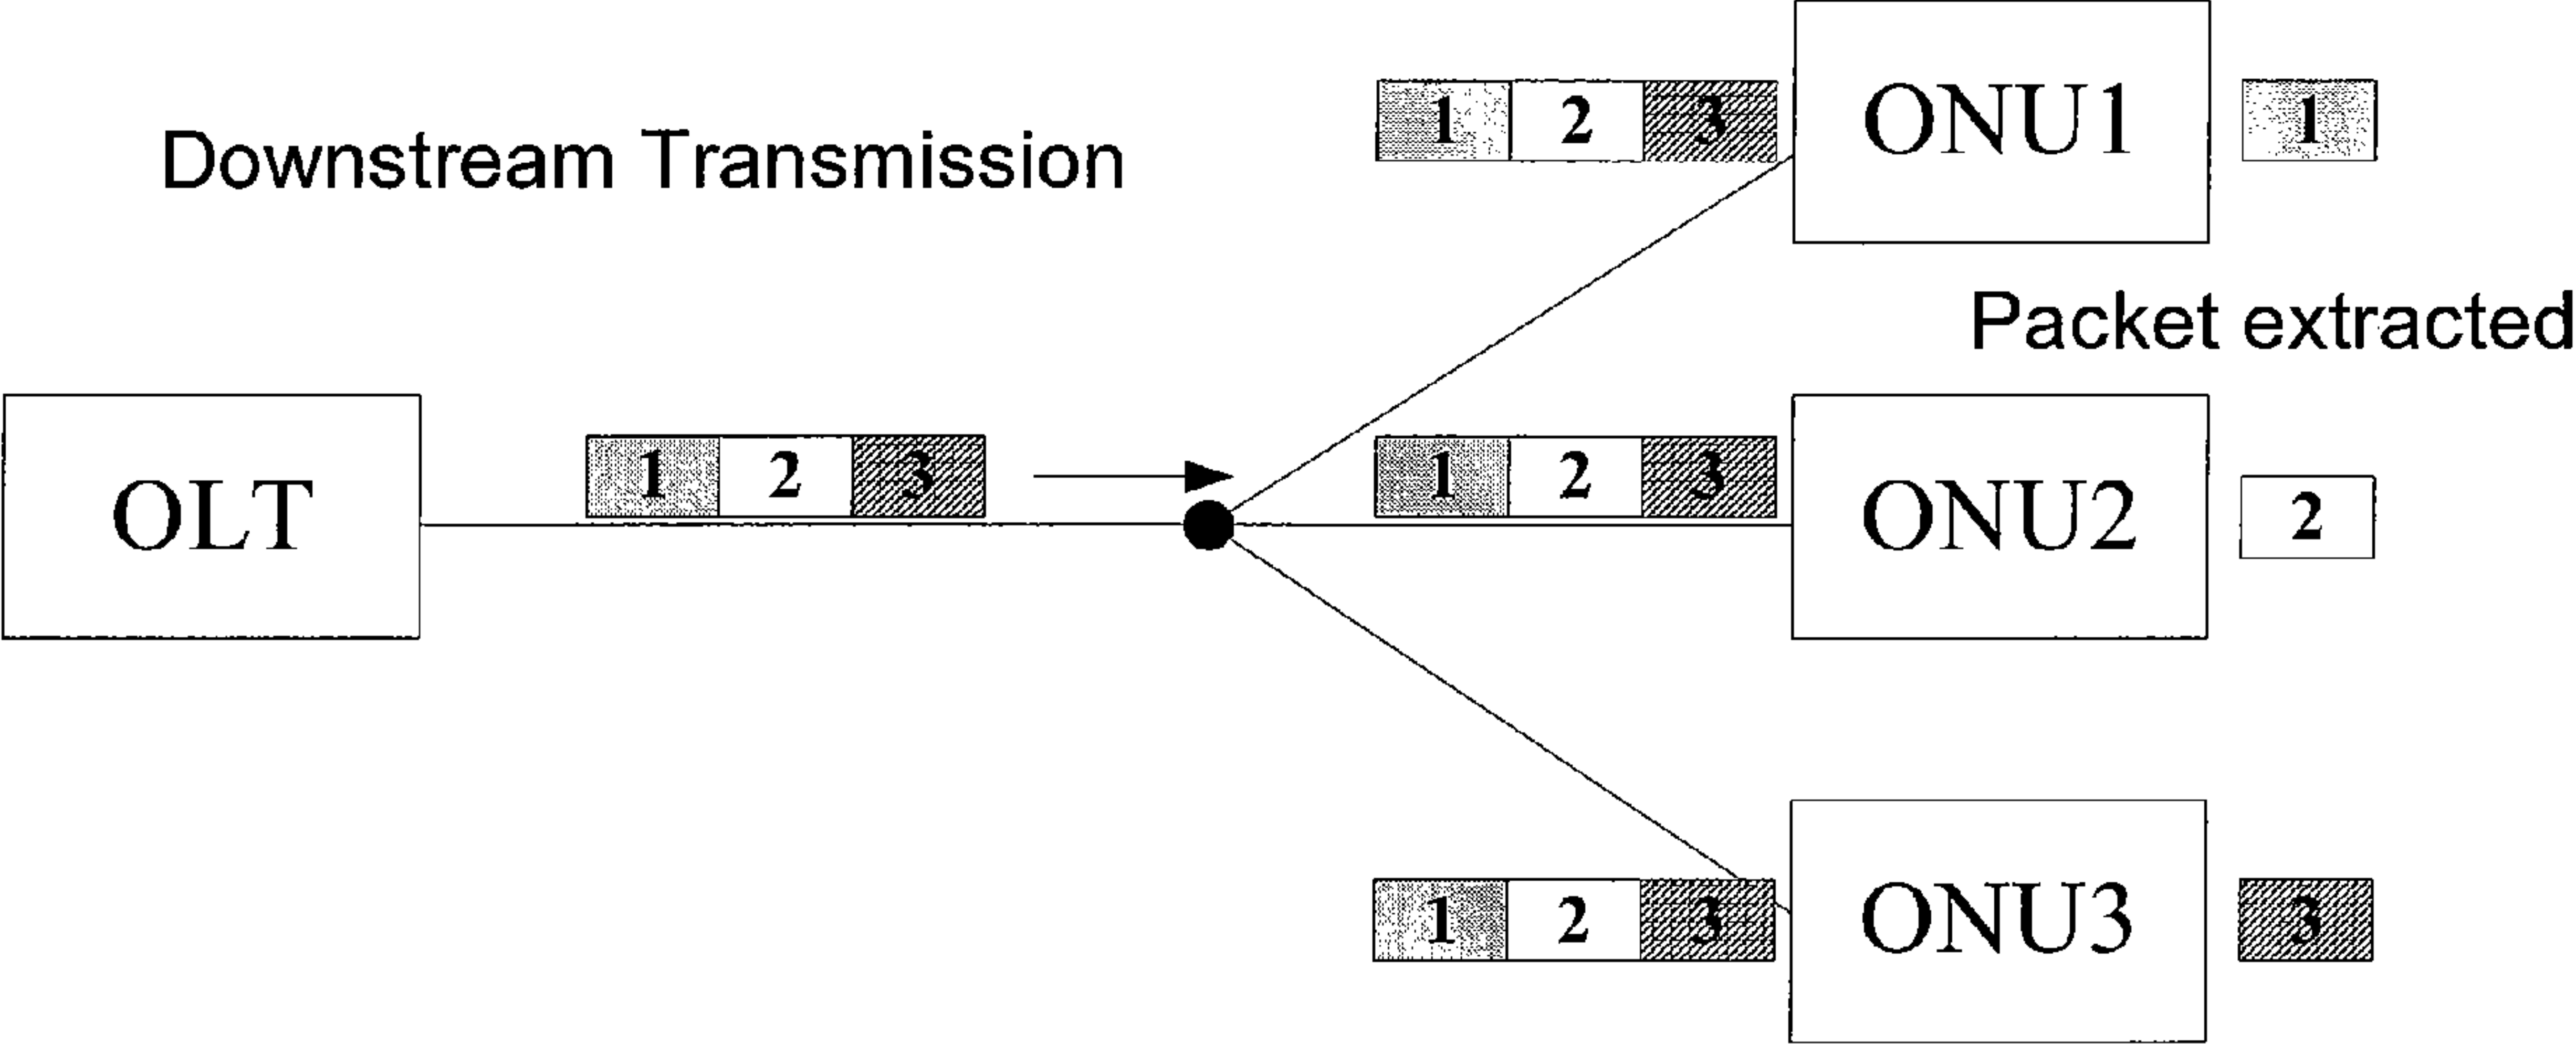 1 2 3 ONU1 1
Downstream Transmission
Packet extracted
OLT 1 2 3 1 2 3 ONU2 2
1 2 3 ONU3 3